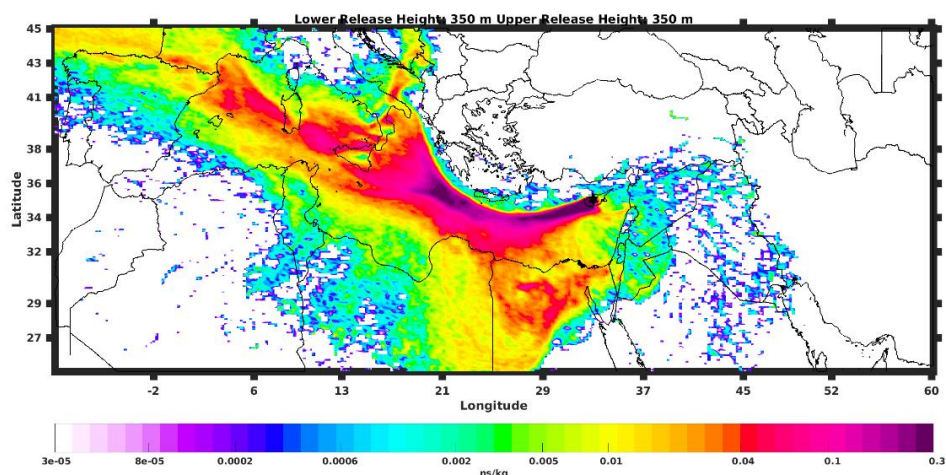 Lower Release Height: 350 m Upper Release Height: 350 m
45
43
41
38
36
34
32
29
27
Latitude
-2 6 13 21 29 37 45 52 60
Longitude
3e-05 8e-05 0.0002 0.0006 0.002 0.005 0.01 0.04 0.1 0.3
ns/kg